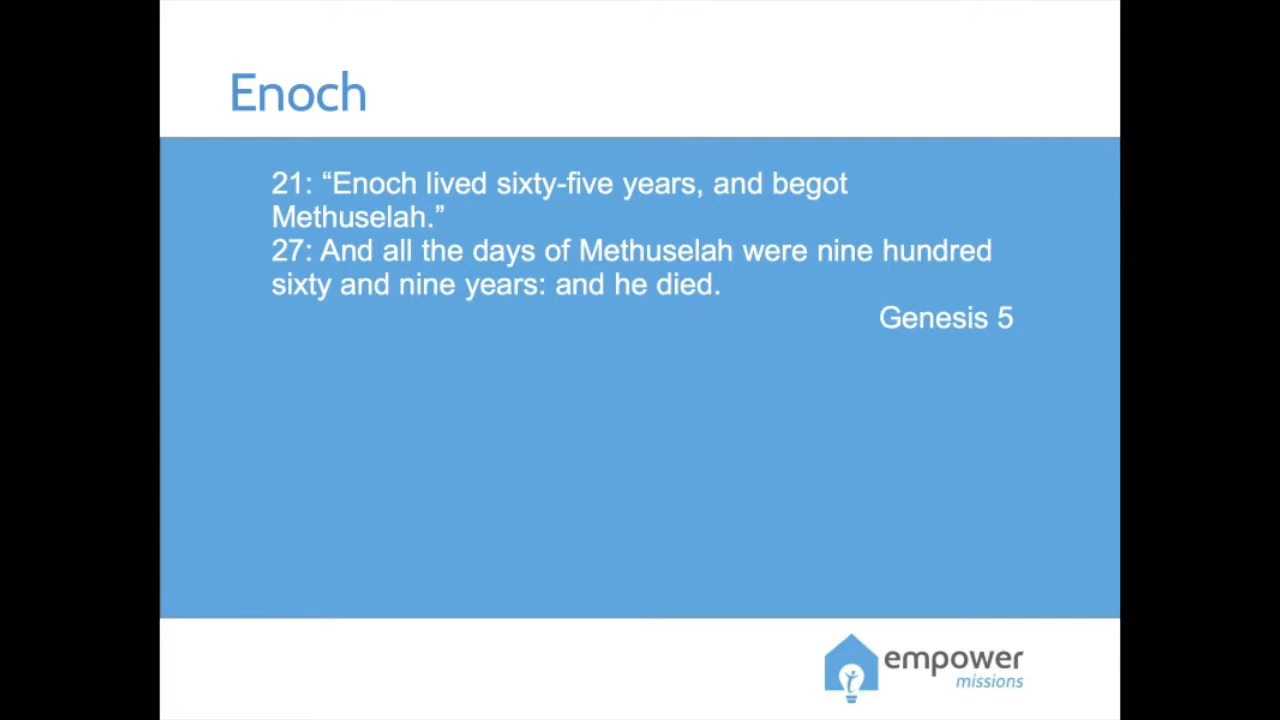 Enoch
21: “Enoch lived sixty-five years, and begot
Methuselah.”
27: And all the days of Methuselah were nine hundred
sixty and nine years: and he died.
Genesis 5
empower
missions